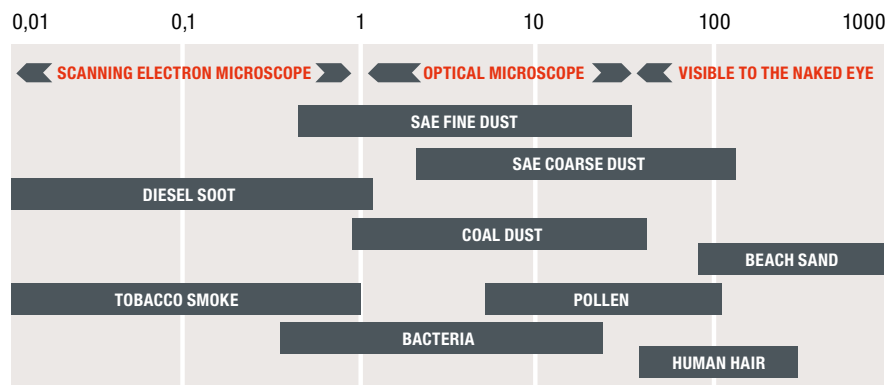 0,01 0,1 1 10 100 1000
SCANNING ELECTRON MICROSCOPE OPTICAL MICROSCOPE VISIBLE TO THE NAKED EYE
SAE FINE DUST
SAE COARSE DUST
DIESEL SOOT
COAL DUST
BEACH SAND
TOBACCO SMOKE POLLEN
BACTERIA
HUMAN HAIR